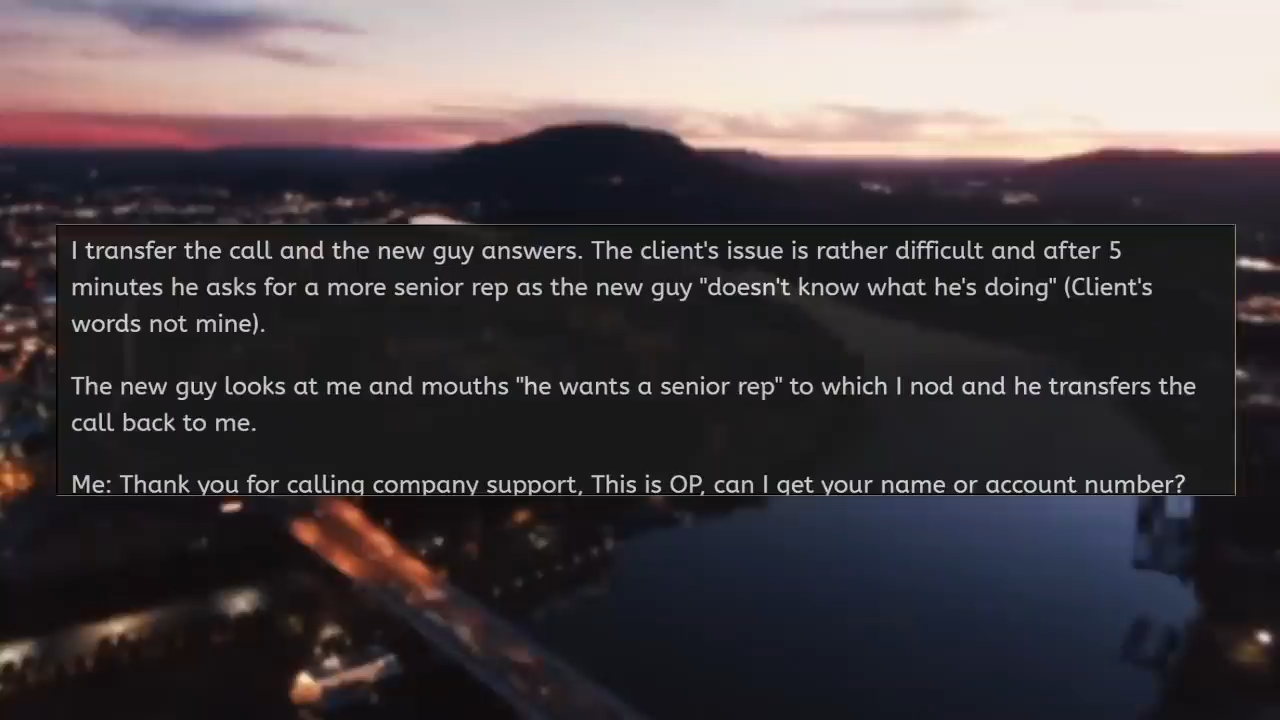 I transfer the call and the new guy answers. The client's issue is rather difficult and after 5
minutes he asks for a more senior rep as the new guy "doesn't know what he's doing" (Client's
words not mine).
The new guy looks at me and mouths "he wants a senior rep" to which I nod and he transfers the
call back to me.
Me: Thank you for calling company support, This is OP, can I get your name or account number?